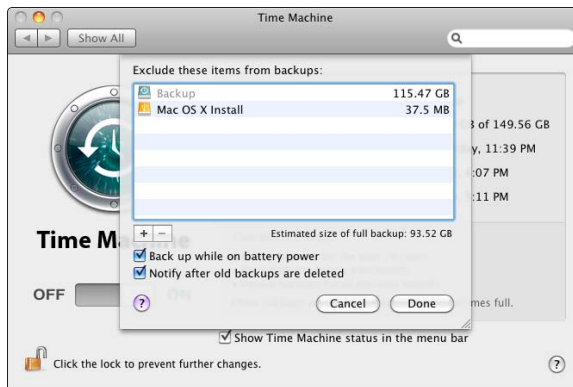 Time Machine
Show All
Exclude these items from backups:
Backup 115.47 GB
Mac OS X Install 37.5 MB
of 149.56 GB
11:39 PM
:07 PM
:11 PM
+ − Estimated size of full backup: 93.52 GB
Time Machine
Back up while on battery power
Notify after old backups are deleted
OFF ON
? Cancel Done
mes full.
Show Time Machine status in the menu bar
Click the lock to prevent further changes. ?